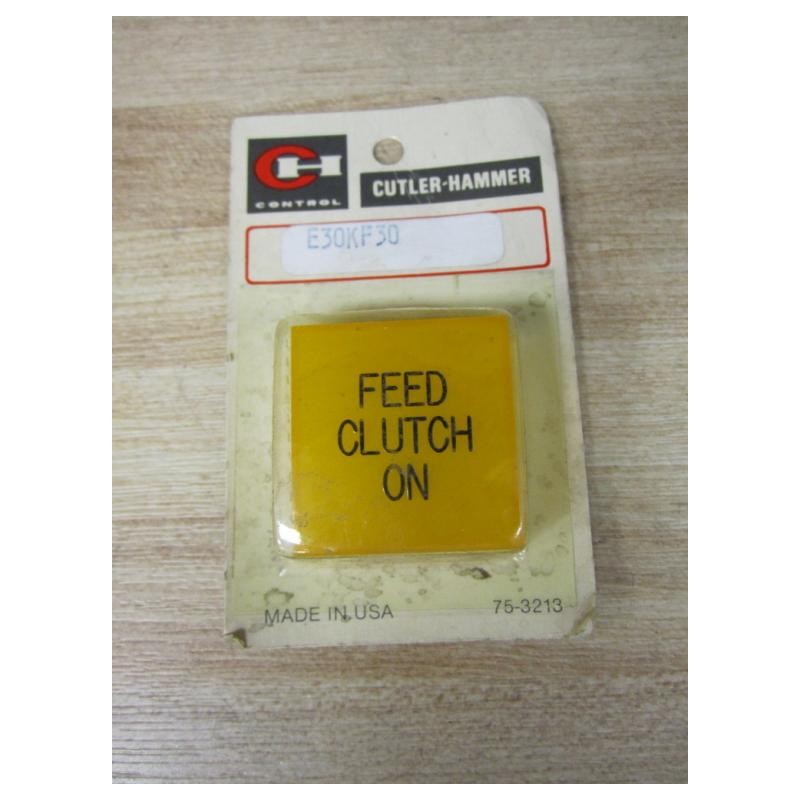 CH
CONTROL
CUTLER-HAMMER
E30KF30
FEED
CLUTCH
ON
MADE IN USA
75-3213